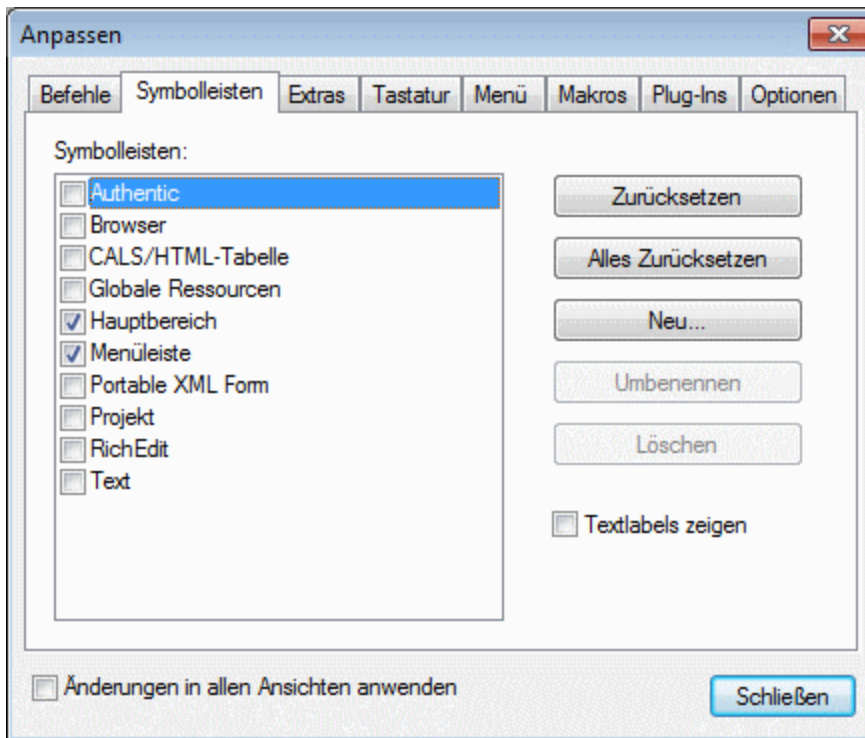 Anpassen
Befehle Symbolleisten Extras Tastatur Menü Makros Plug-Ins Optionen
Symbolleisten:
Authentic
Browser
CALS/HTML-Tabelle
Globale Ressourcen
Hauptbereich
Menüleiste
Portable XML Form
Projekt
RichEdit
Text
Zurücksetzen
Alles Zurücksetzen
Neu...
Umbenennen
Löschen
Textlabels zeigen
Änderungen in allen Ansichten anwenden
Schließen